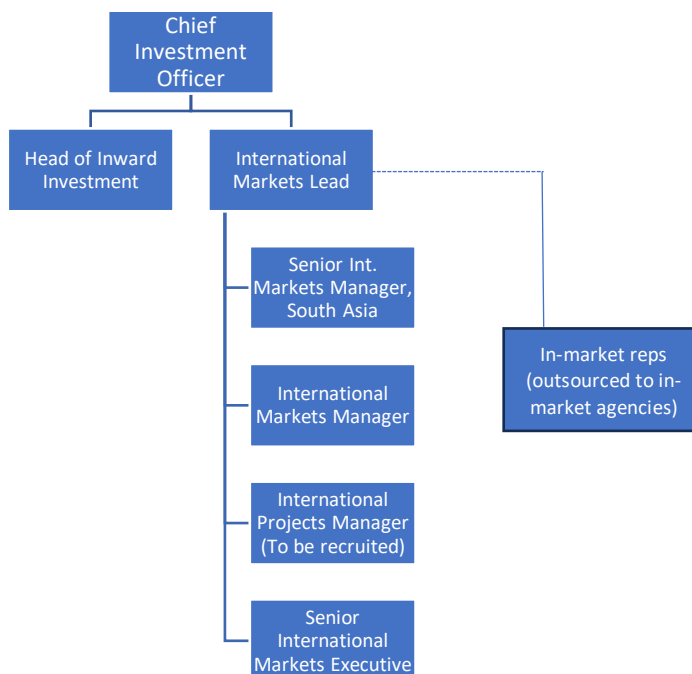 Chief
Investment
Officer
Head of Inward
Investment
International
Markets Lead
Senior Int.
Markets Manager,
South Asia
In-market reps
(outsourced to in-
market agencies)
International
Markets Manager
International
Projects Manager
(To be recruited)
Senior
International
Markets Executive